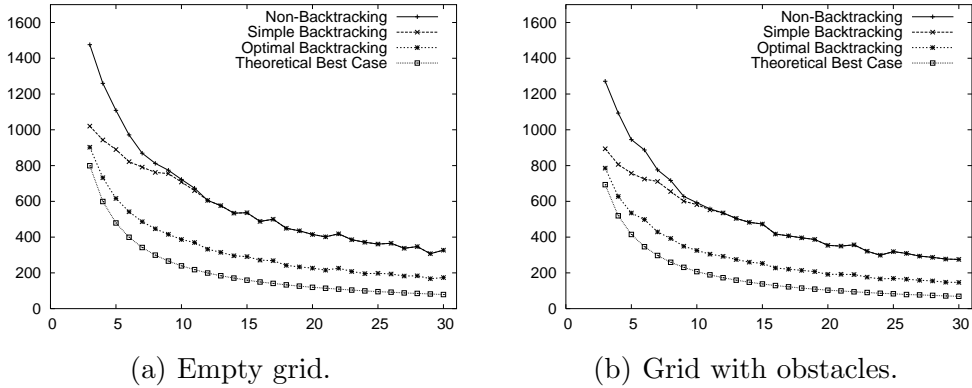 1600
1400
1200
1000
800
600
400
200
0
0 5 10 15 20 25 30
Non-Backtracking
Simple Backtracking
Optimal Backtracking
Theoretical Best Case
(a) Empty grid.
1600
1400
1200
1000
800
600
400
200
0
0 5 10 15 20 25 30
Non-Backtracking
Simple Backtracking
Optimal Backtracking
Theoretical Best Case
(b) Grid with obstacles.